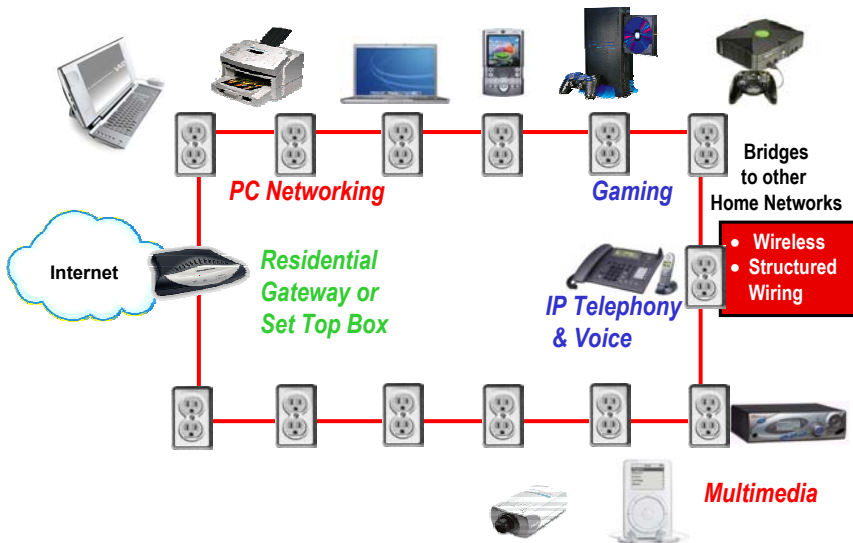 PC Networking
Gaming
Bridges
to other
Home Networks
• Wireless
• Structured
Wiring
Internet
Residential
Gateway or
Set Top Box
IP Telephony
& Voice
Multimedia